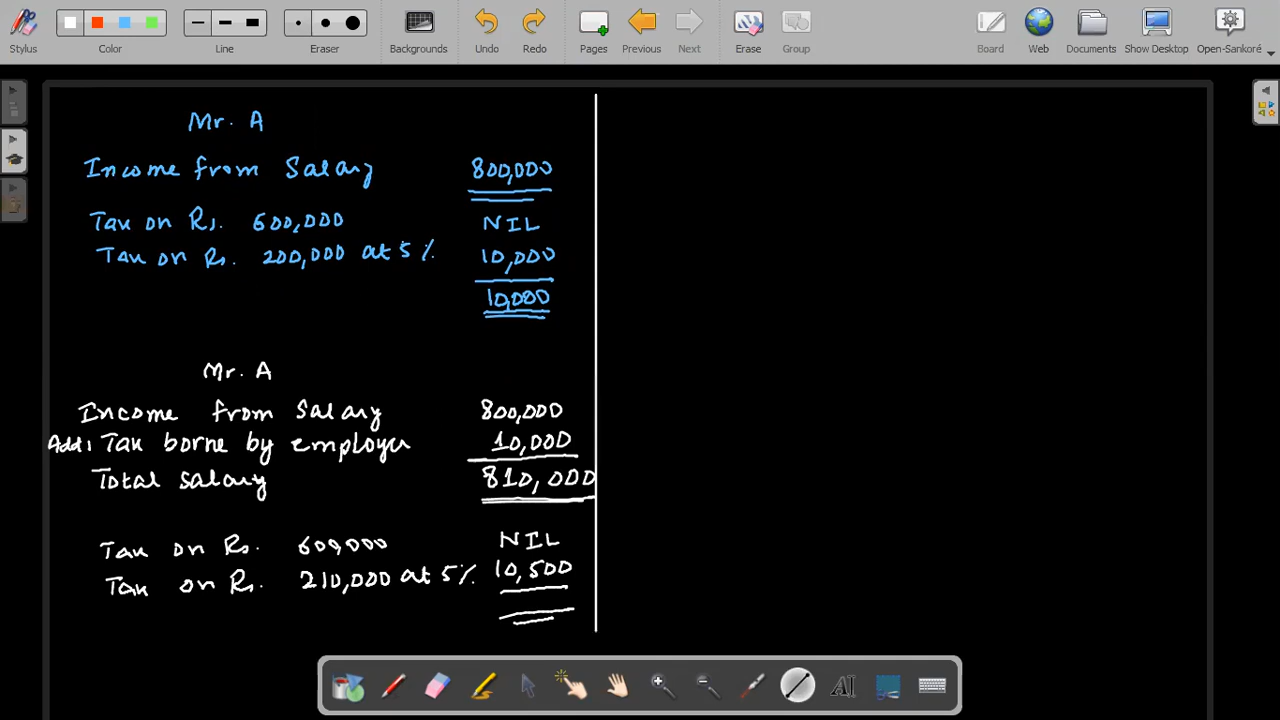 Stylus
Color
Line
Eraser
Backgrounds
Undo
Redo
Pages
Previous
Next
Erase
Group
Board
Web
Documents
Show Desktop
Open-Sankoré
Mr. A
Income from Salary 800,000
Tax on Rs. 600,000 NIL
Tax on Rs. 200,000 at 5% 10,000
10,000
Mr. A
Income from Salary 800,000
Add: Tax borne by employer 10,000
Total salary 810,000
Tax on Rs. 600,000 NIL
Tax on Rs. 210,000 at 5% 10,500
AI